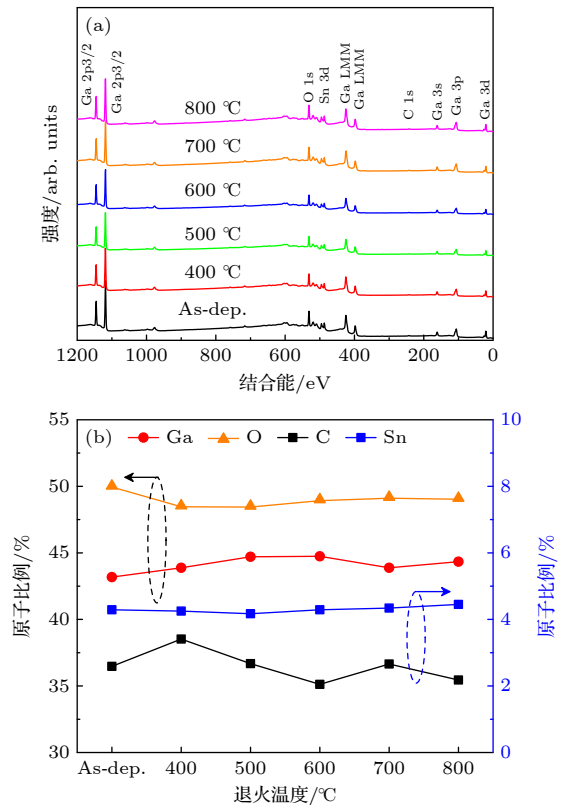 (a)
Ga 2p3/2
Ga 2p3/2
O 1s
Sn 3d
Ga LMM
Ga LMM
C 1s
Ga 3s
Ga 3p
Ga 3d
800 ℃
700 ℃
600 ℃
500 ℃
400 ℃
As-dep.
强度/arb. units
1200 1000 800 600 400 200 0
结合能/eV
(b)
Ga O C Sn
55
50
45
40
35
30
原子比例/%
10
8
6
4
2
0
原子比例/%
As-dep. 400 500 600 700 800
退火温度/℃